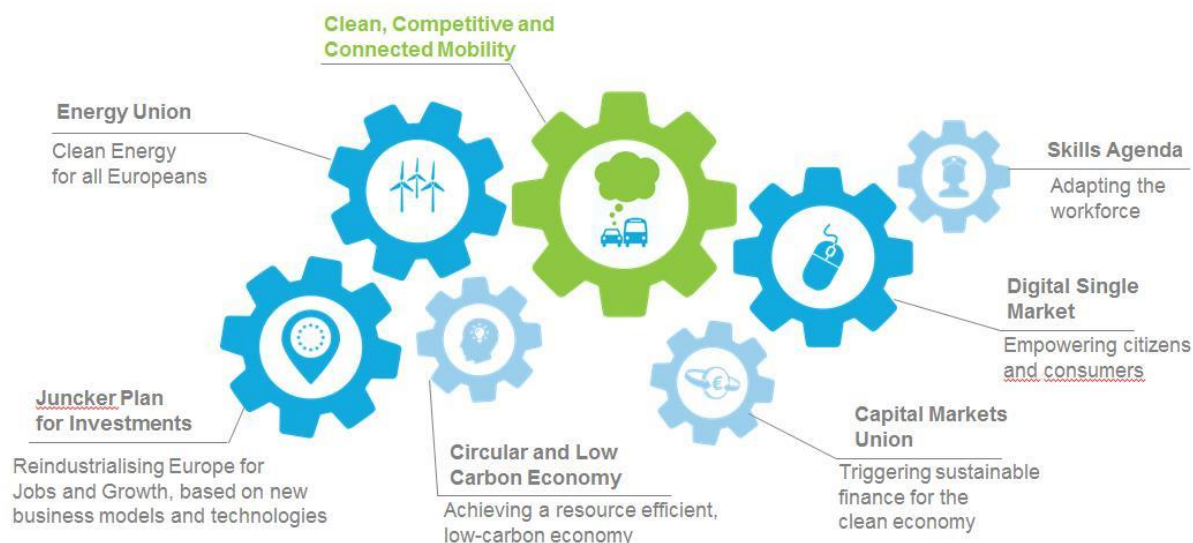 Clean, Competitive and
Connected Mobility
Energy Union
Clean Energy
for all Europeans
Skills Agenda
Adapting the
workforce
Digital Single
Market
Empowering citizens
and consumers
Juncker Plan
for Investments
Reindustrialising Europe for
Jobs and Growth, based on new
business models and technologies
Circular and Low
Carbon Economy
Achieving a resource efficient,
low-carbon economy
Capital Markets
Union
Triggering sustainable
finance for the
clean economy
€